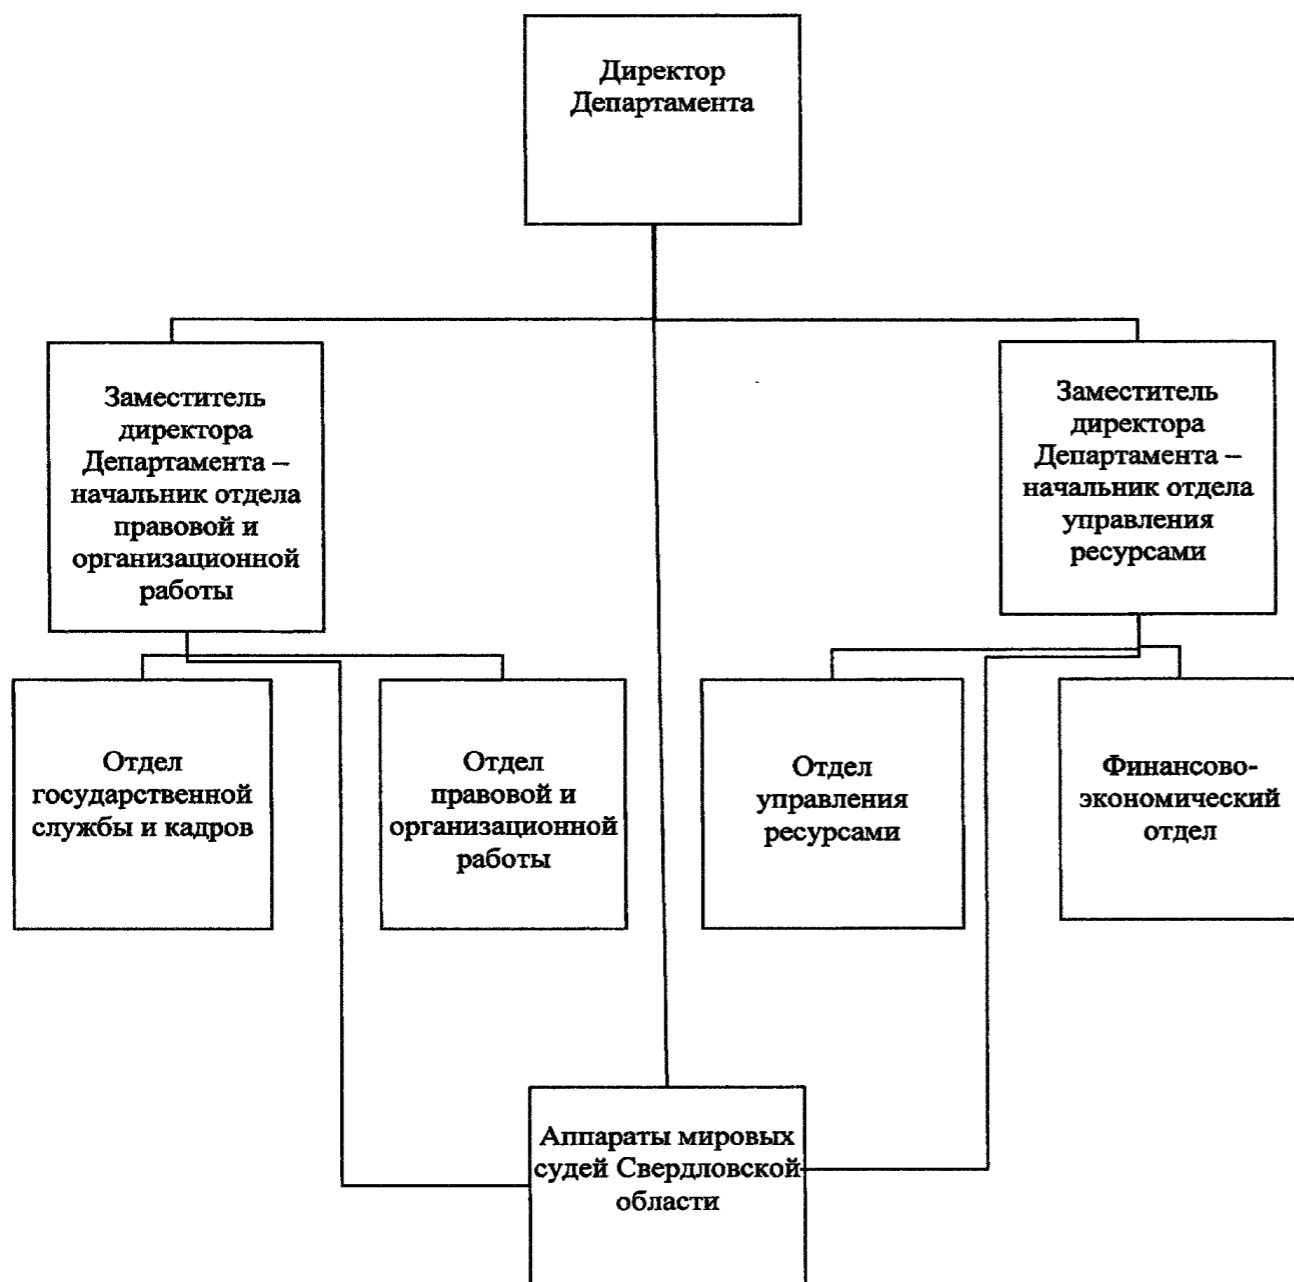 Директор
Департамента
Заместитель
директора
Департамента –
начальник отдела
правовой и
организационной
работы
Заместитель
директора
Департамента –
начальник отдела
управления
ресурсами
Отдел
государственной
службы и кадров
Отдел
правовой и
организационной
работы
Отдел
управления
ресурсами
Финансово-
экономический
отдел
Аппараты мировых
судей Свердловской
области